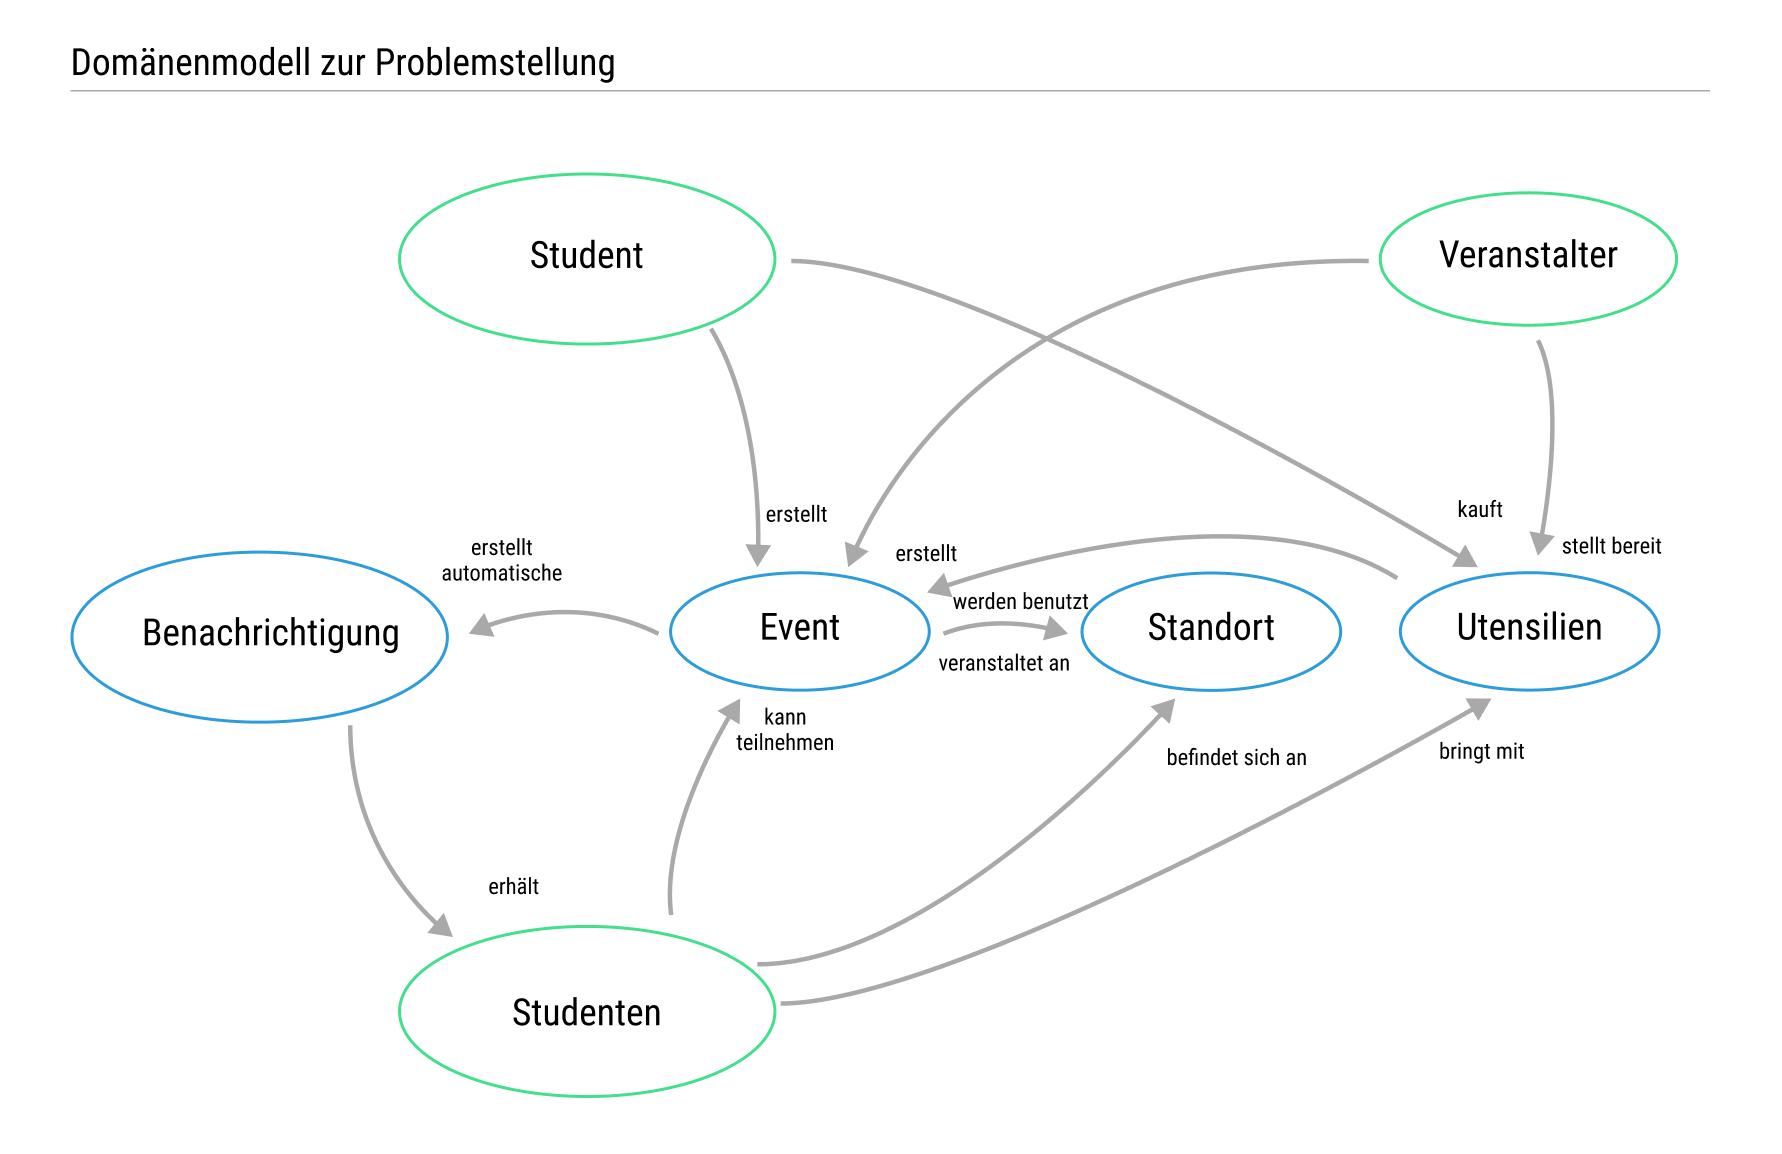 Domänenmodell zur Problemstellung
Student
Veranstalter
erstellt
kauft
erstellt
stellt bereit
erstellt
automatische
werden benutzt
Benachrichtigung
Event
Standort
Utensilien
veranstaltet an
kann
teilnehmen
befindet sich an
bringt mit
erhält
Studenten